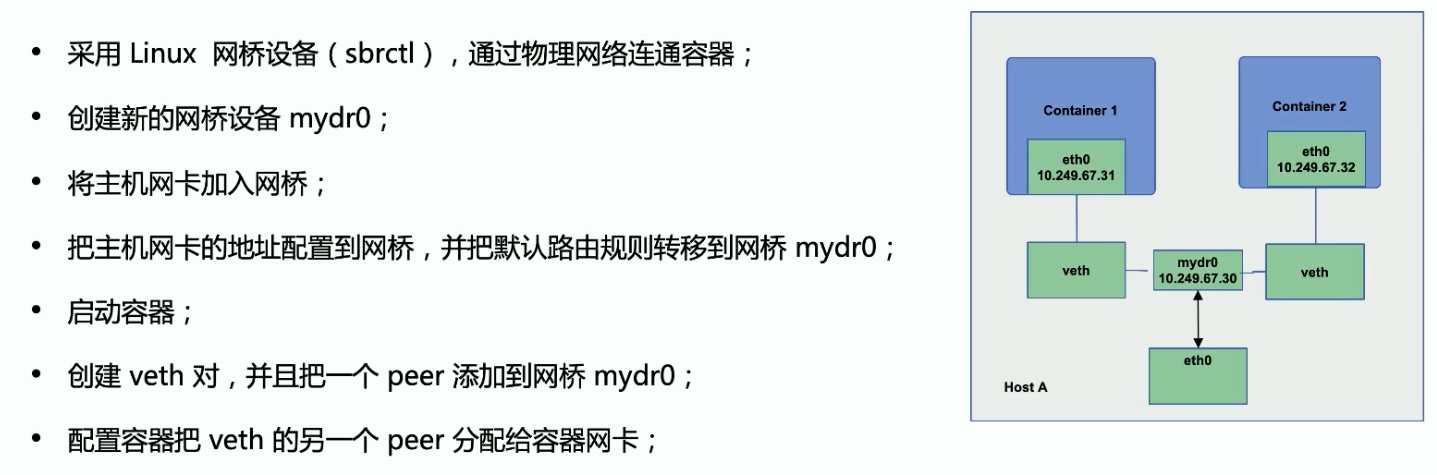 • 采用 Linux 网桥设备（sbrctl），通过物理网络连通容器；
• 创建新的网桥设备 mydr0；
• 将主机网卡加入网桥；
• 把主机网卡的地址配置到网桥，并把默认路由规则转移到网桥 mydr0；
• 启动容器；
• 创建 veth 对，并且把一个 peer 添加到网桥 mydr0；
• 配置容器把 veth 的另一个 peer 分配给容器网卡；
Container 1
eth0
10.249.67.31
Container 2
eth0
10.249.67.32
veth
mydr0
10.249.67.30
veth
eth0
Host A